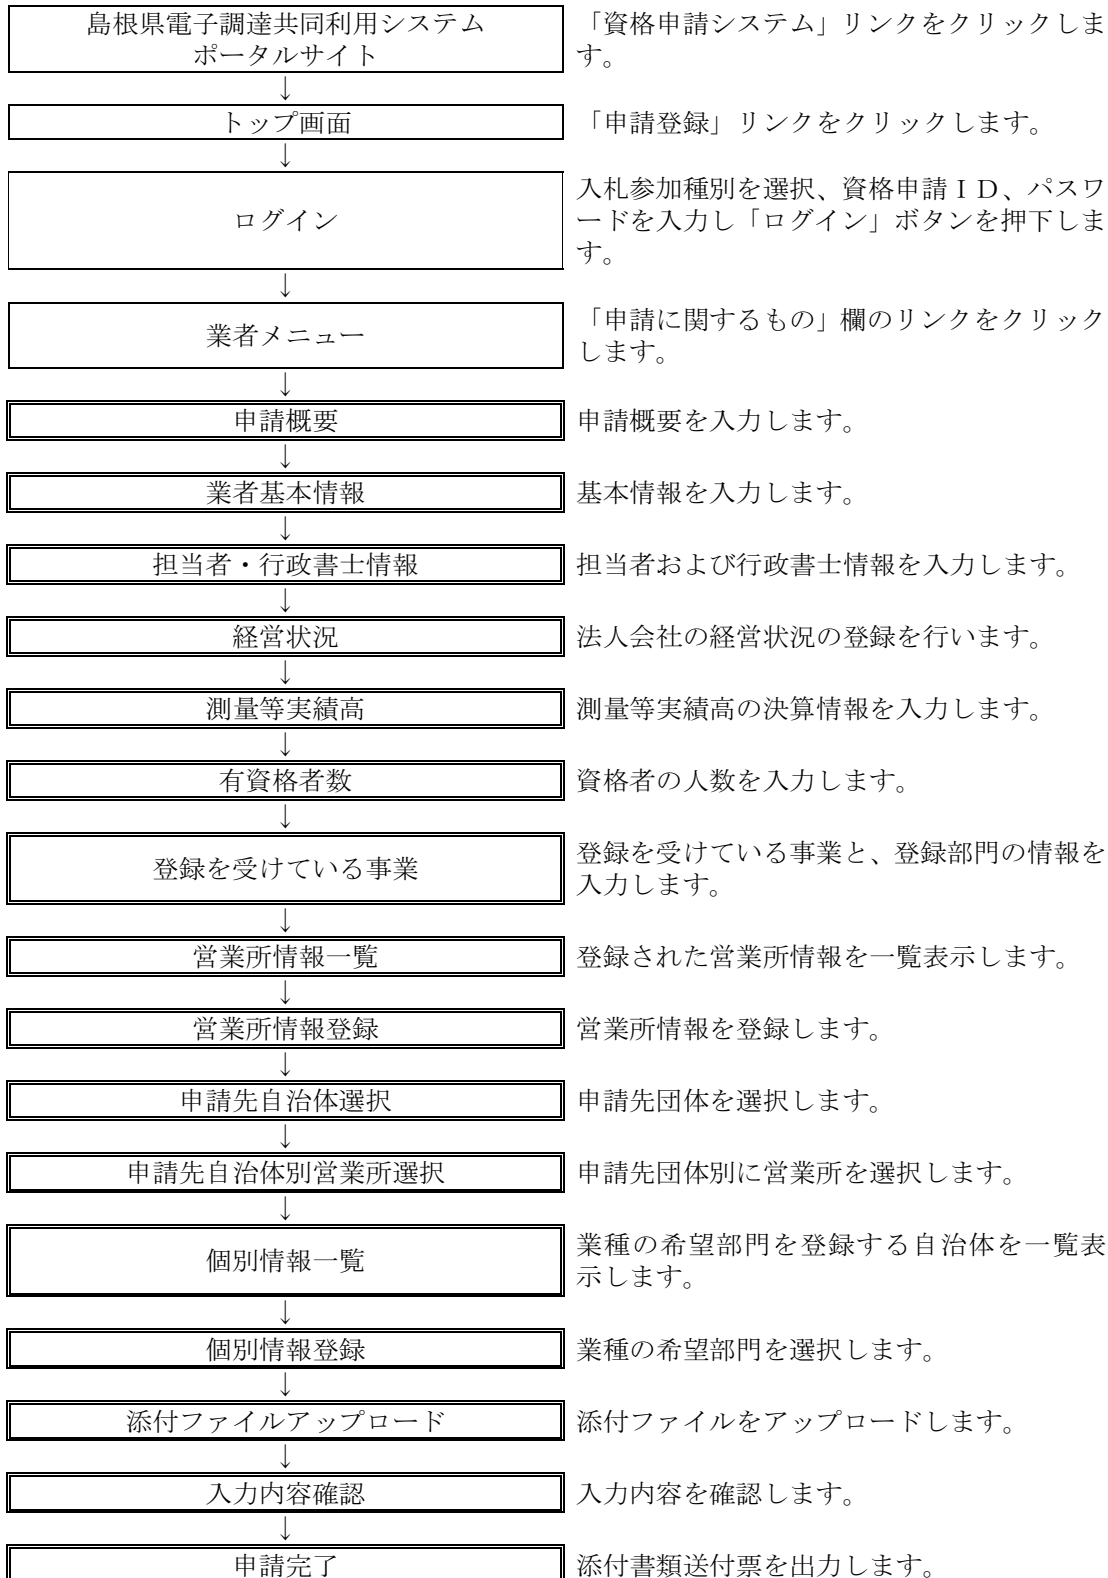 島根県電子調達共同利用システム
ポータルサイト
「資格申請システム」リンクをクリックしま
す。
↓
トップ画面
「申請登録」リンクをクリックします。
↓
ログイン
入札参加種別を選択、資格申請ＩＤ、パスワ
ードを入力し「ログイン」ボタンを押下しま
す。
↓
業者メニュー
「申請に関するもの」欄のリンクをクリック
します。
↓
申請概要
申請概要を入力します。
↓
業者基本情報
基本情報を入力します。
↓
担当者・行政書士情報
担当者および行政書士情報を入力します。
↓
経営状況
法人会社の経営状況の登録を行います。
↓
測量等実績高
測量等実績高の決算情報を入力します。
↓
有資格者数
資格者の人数を入力します。
↓
登録を受けている事業
登録を受けている事業と、登録部門の情報を
入力します。
↓
営業所情報一覧
登録された営業所情報を一覧表示します。
↓
営業所情報登録
営業所情報を登録します。
↓
申請先自治体選択
申請先団体を選択します。
↓
申請先自治体別営業所選択
申請先団体別に営業所を選択します。
↓
個別情報一覧
業種の希望部門を登録する自治体を一覧表
示します。
↓
個別情報登録
業種の希望部門を選択します。
↓
添付ファイルアップロード
添付ファイルをアップロードします。
↓
入力内容確認
入力内容を確認します。
↓
申請完了
添付書類送付票を出力します。